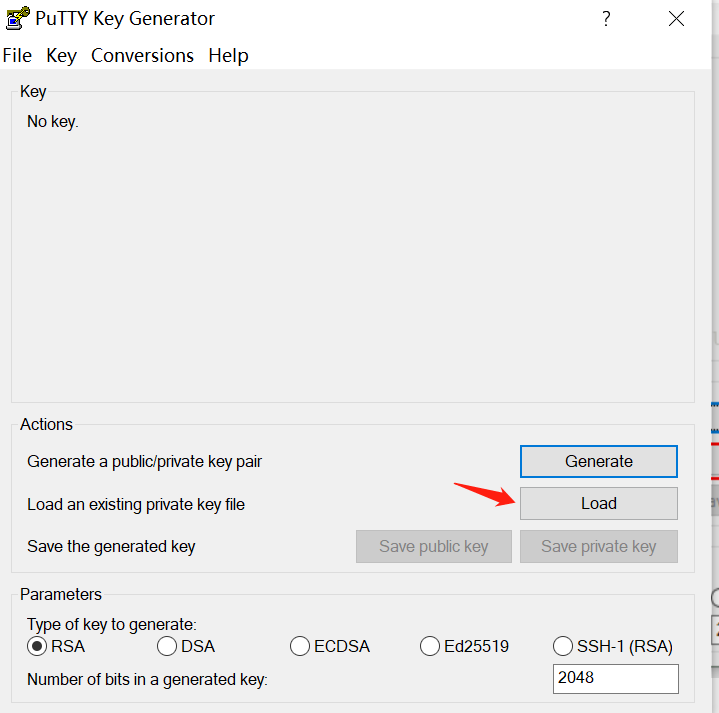 PuTTY Key Generator ?
File Key Conversions Help
Key
No key.
Actions
Generate a public/private key pair Generate
Load an existing private key file Load
Save the generated key Save public key Save private key
Parameters
Type of key to generate:
RSA DSA ECDSA Ed25519 SSH-1 (RSA)
Number of bits in a generated key: 2048